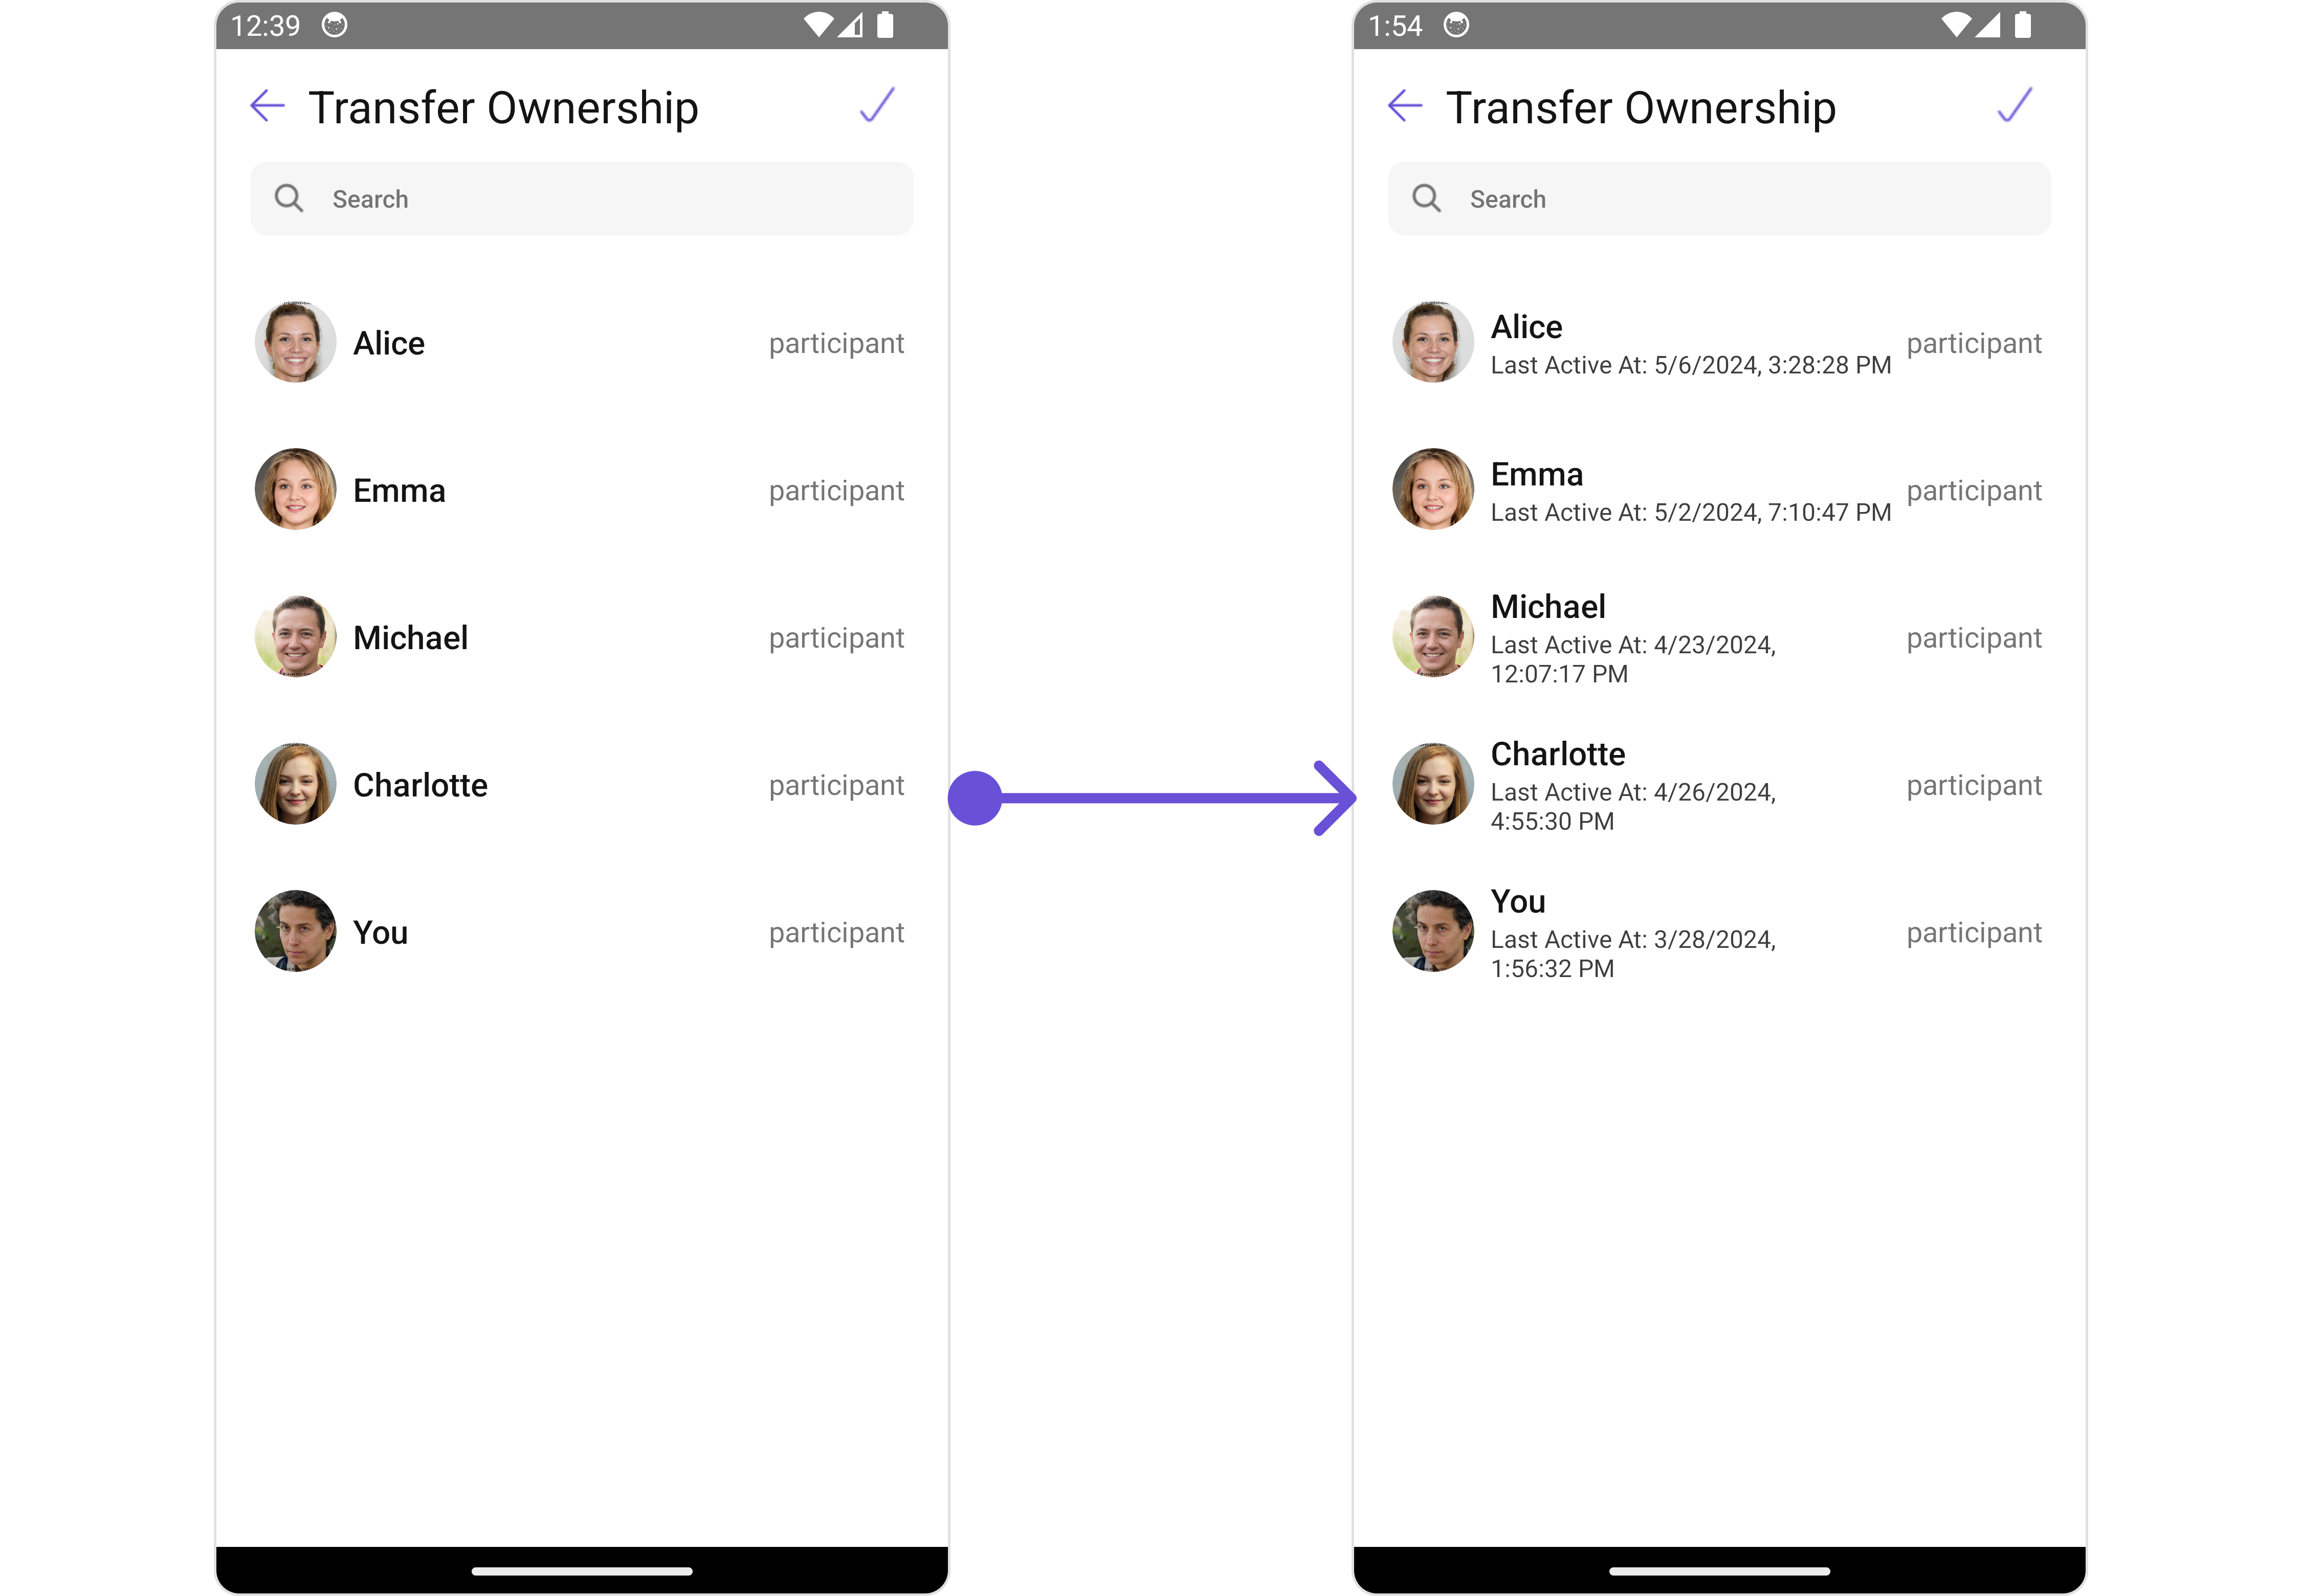 12:39
Transfer Ownership
Search
Alice
participant
Emma
participant
Michael
participant
Charlotte
participant
You
participant
1:54
Transfer Ownership
Search
Alice
Last Active At: 5/6/2024, 3:28:28 PM
participant
Emma
Last Active At: 5/2/2024, 7:10:47 PM
participant
Michael
Last Active At: 4/23/2024,
12:07:17 PM
participant
Charlotte
Last Active At: 4/26/2024,
4:55:30 PM
participant
You
Last Active At: 3/28/2024,
1:56:32 PM
participant